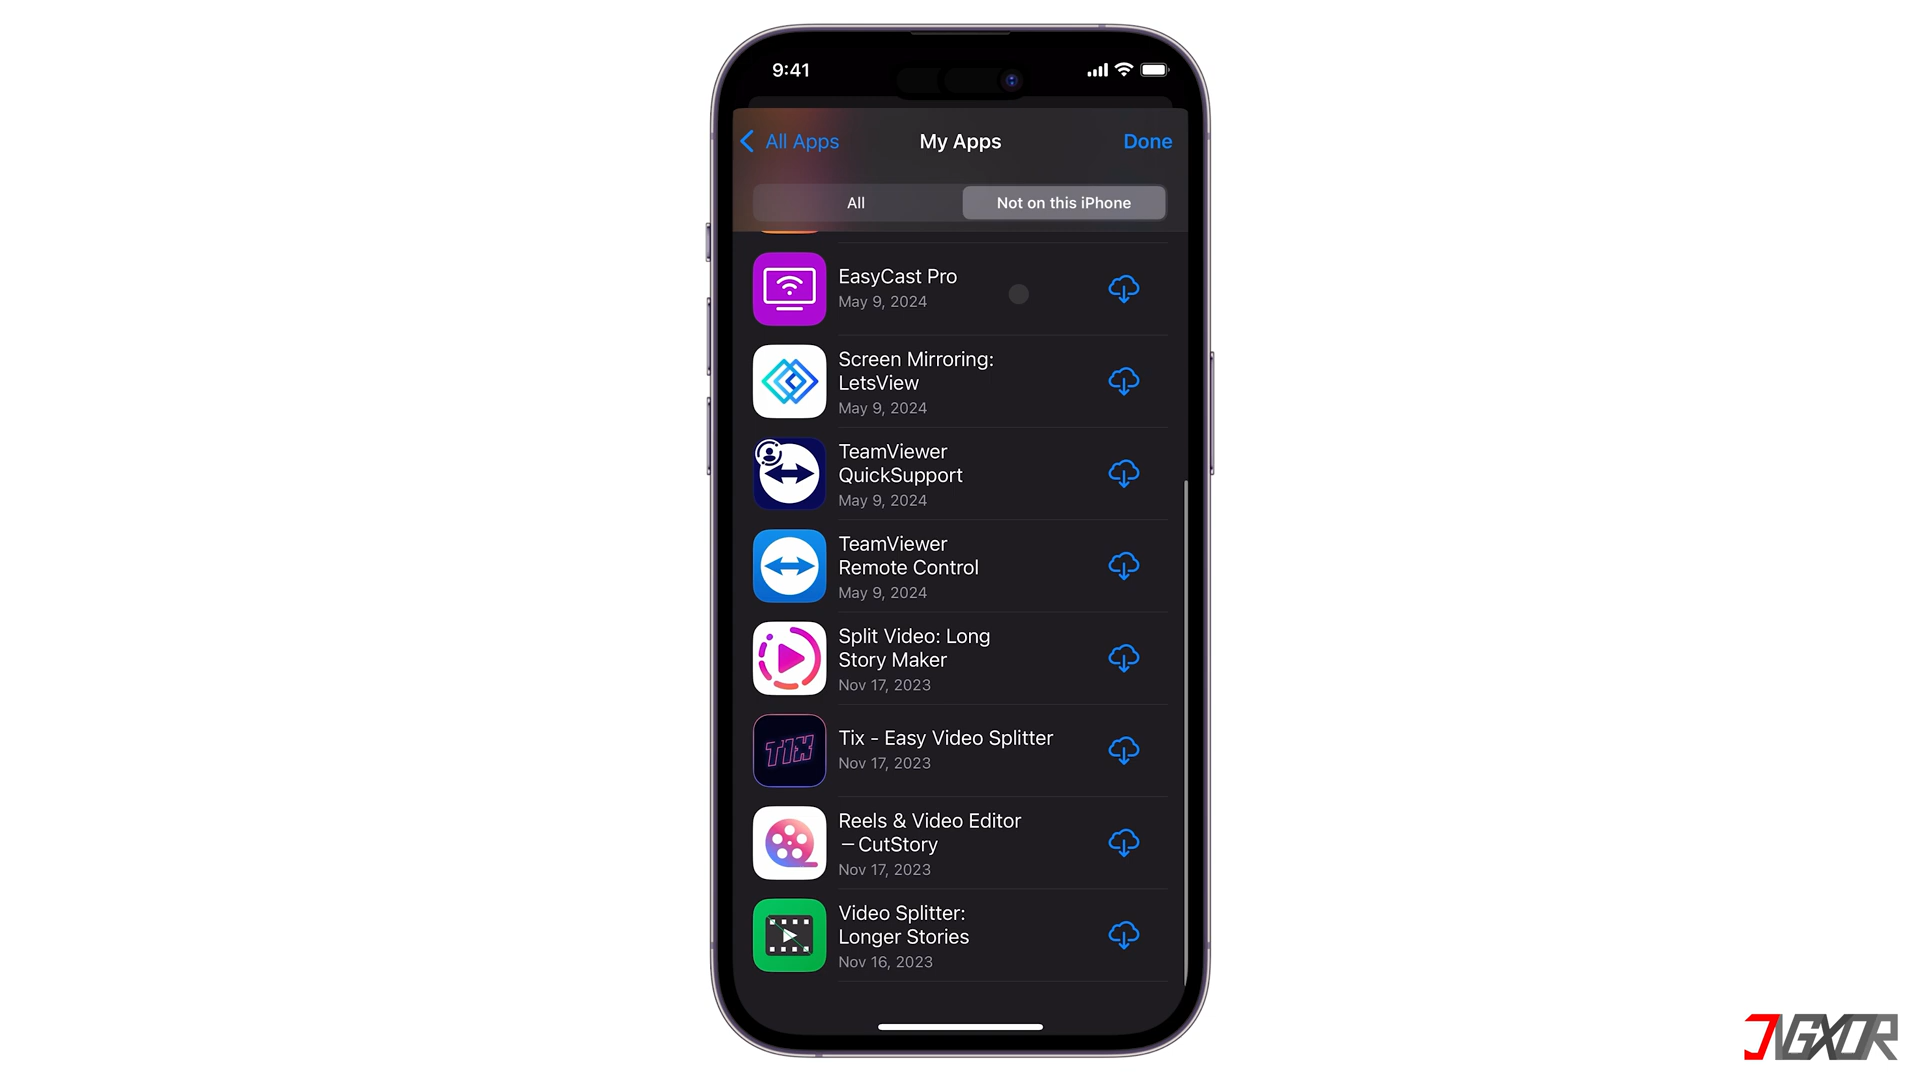 9:41
All Apps
My Apps
Done
All
Not on this iPhone
EasyCast Pro
May 9, 2024
Screen Mirroring:
LetsView
May 9, 2024
TeamViewer
QuickSupport
May 9, 2024
TeamViewer
Remote Control
May 9, 2024
Split Video: Long
Story Maker
Nov 17, 2023
TIX
Tix - Easy Video Splitter
Nov 17, 2023
Reels & Video Editor
– CutStory
Nov 17, 2023
Video Splitter:
Longer Stories
Nov 16, 2023
JVGXOR